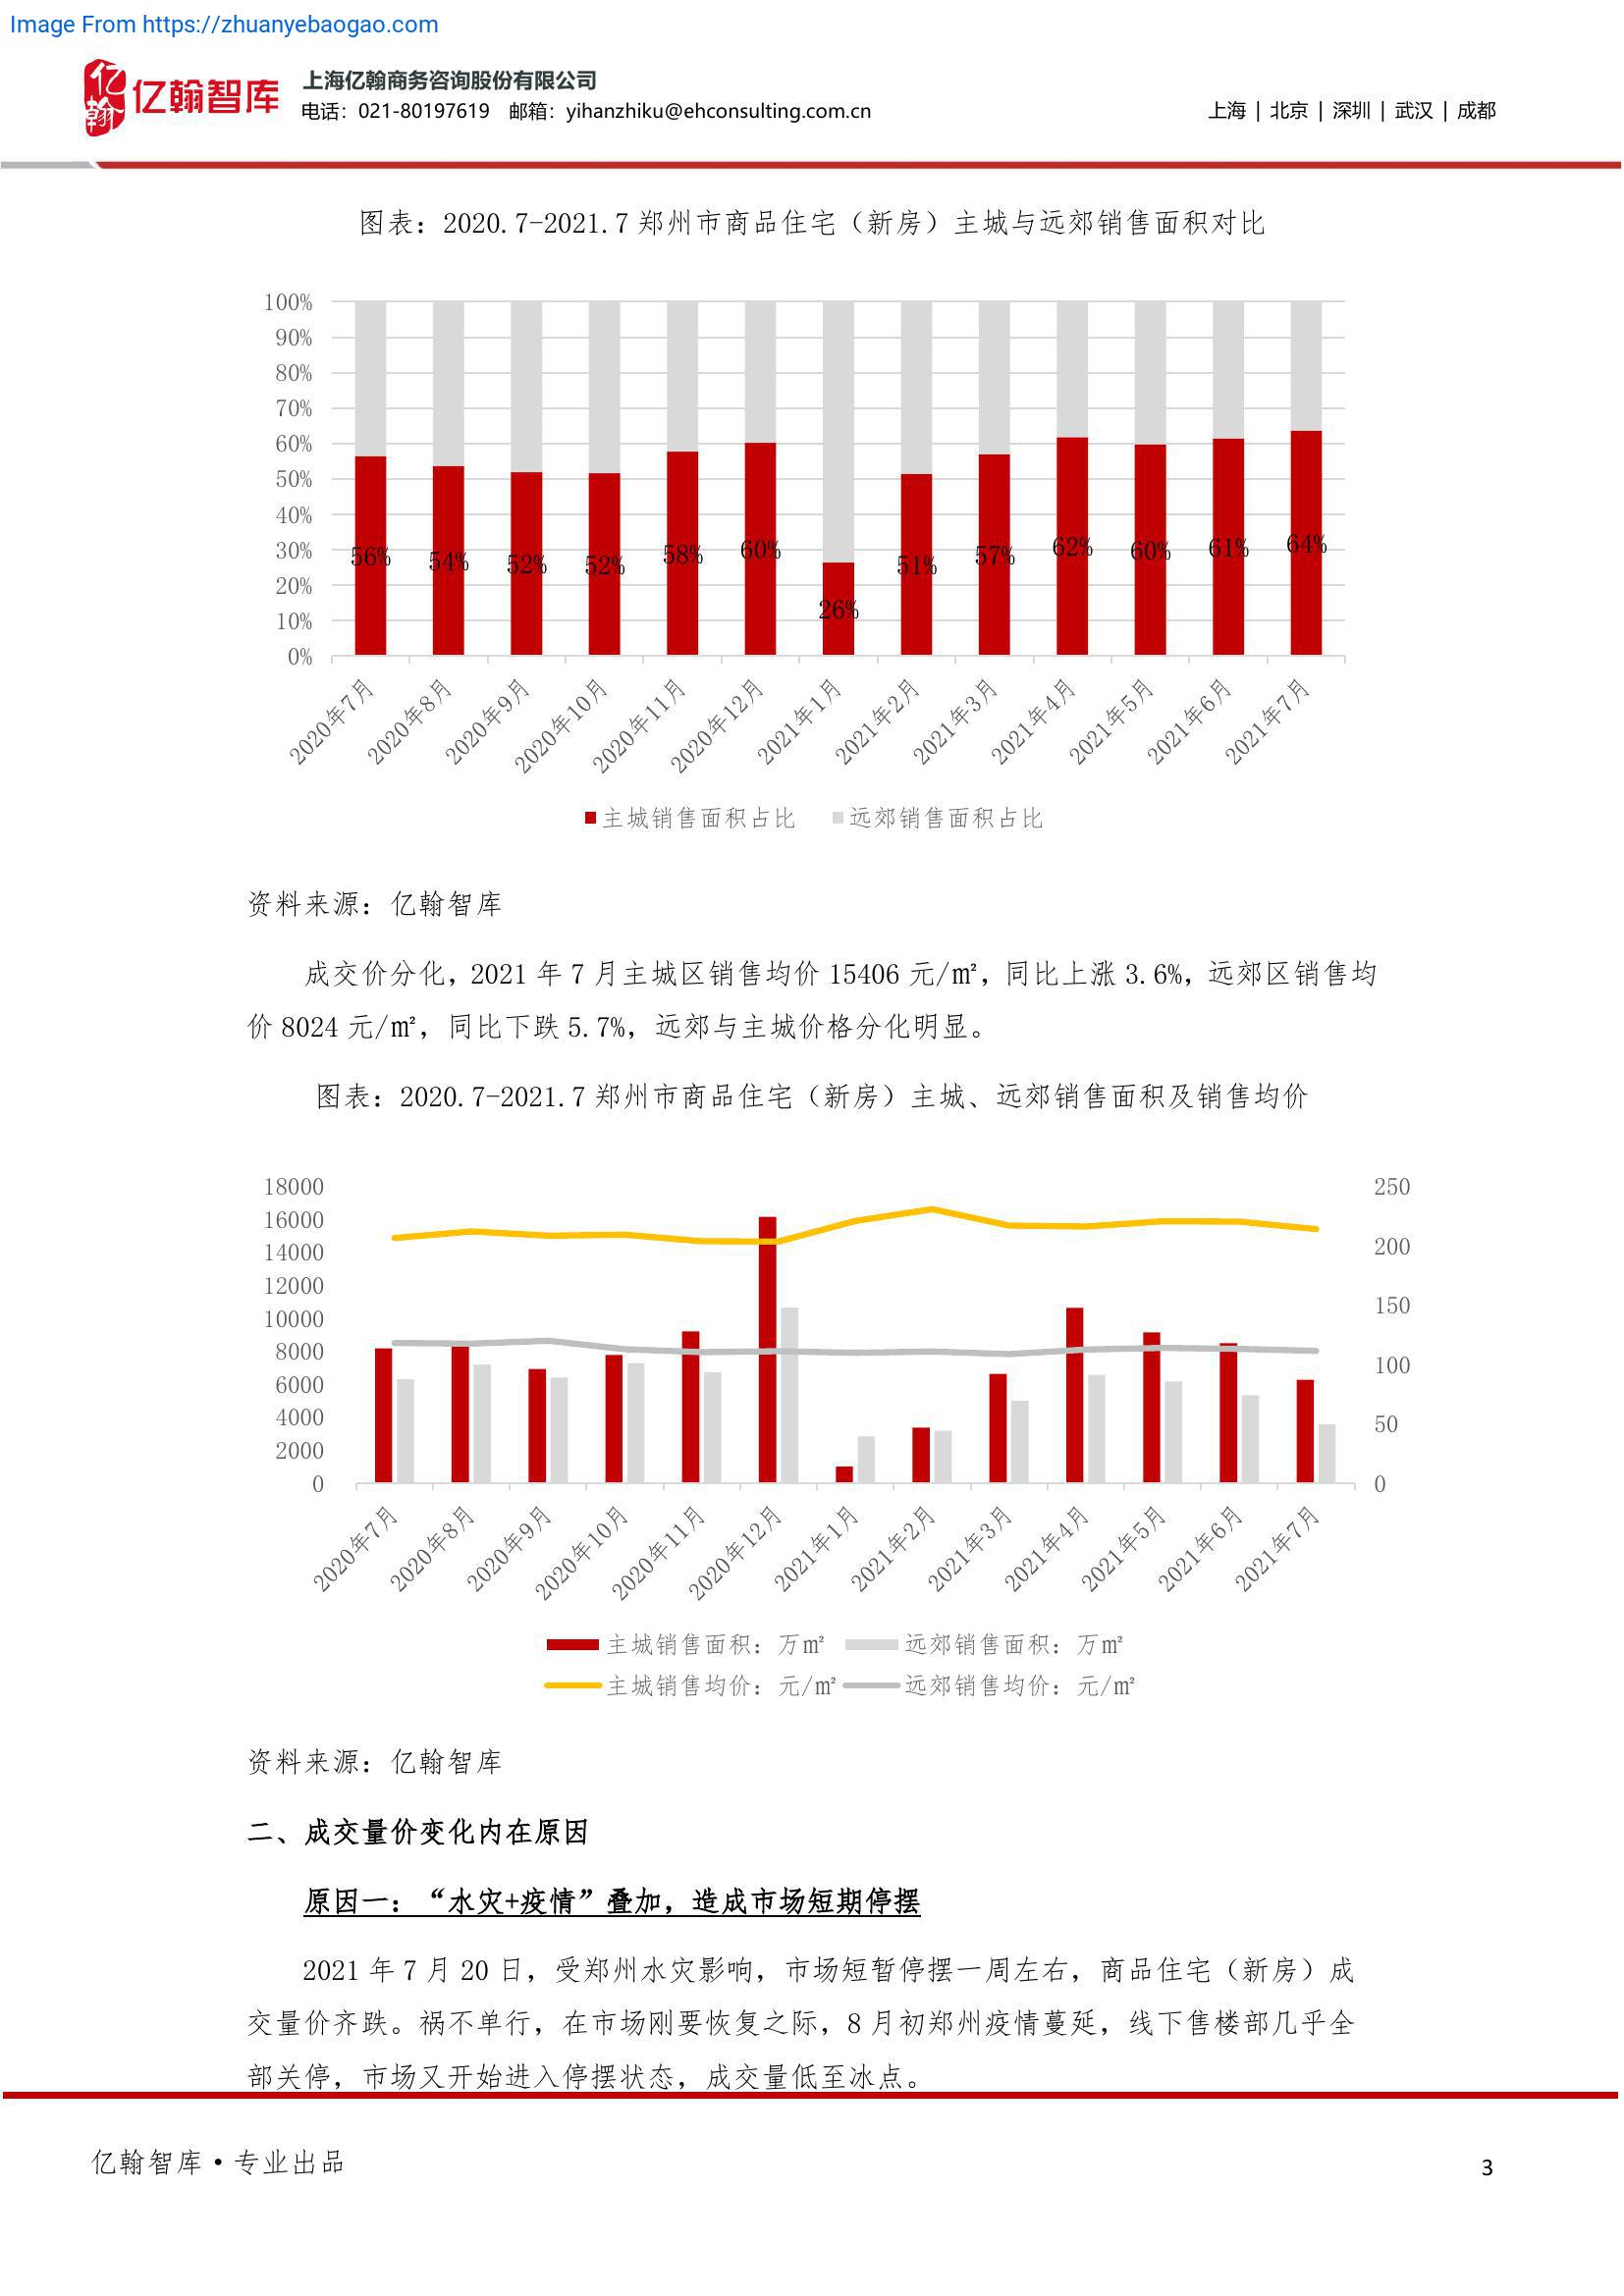 Image From https://zhuanyebaogao.com
亿翰
亿翰智库
上海亿翰商务咨询股份有限公司
电话：021-80197619 邮箱：yihanzhiku@ehconsulting.com.cn
上海 | 北京 | 深圳 | 武汉 | 成都
图表：2020.7-2021.7 郑州市商品住宅（新房）主城与远郊销售面积对比
100%
90%
80%
70%
60%
50%
40%
30%
20%
10%
0%
56% 54% 52% 52% 58% 60% 26% 51% 57% 62% 60% 61% 64%
2020年7月 2020年8月 2020年9月 2020年10月 2020年11月 2020年12月 2021年1月 2021年2月 2021年3月 2021年4月 2021年5月 2021年6月 2021年7月
主城销售面积占比 远郊销售面积占比
资料来源：亿翰智库
成交价分化，2021 年 7 月主城区销售均价 15406 元/㎡，同比上涨 3.6%，远郊区销售均
价 8024 元/㎡，同比下跌 5.7%，远郊与主城价格分化明显。
图表：2020.7-2021.7 郑州市商品住宅（新房）主城、远郊销售面积及销售均价
18000
16000
14000
12000
10000
8000
6000
4000
2000
0
250
200
150
100
50
0
2020年7月 2020年8月 2020年9月 2020年10月 2020年11月 2020年12月 2021年1月 2021年2月 2021年3月 2021年4月 2021年5月 2021年6月 2021年7月
主城销售面积：万㎡ 远郊销售面积：万㎡
主城销售均价：元/㎡ 远郊销售均价：元/㎡
资料来源：亿翰智库
二、成交量价变化内在原因
原因一：“水灾+疫情”叠加，造成市场短期停摆
2021 年 7 月 20 日，受郑州水灾影响，市场短暂停摆一周左右，商品住宅（新房）成
交量价齐跌。祸不单行，在市场刚要恢复之际，8 月初郑州疫情蔓延，线下售楼部几乎全
部关停，市场又开始进入停摆状态，成交量低至冰点。
亿翰智库·专业出品
3